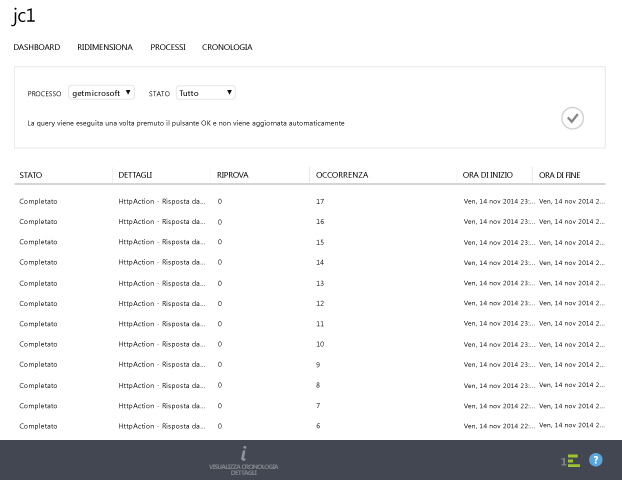 jc1
DASHBOARD RIDIMENSIONA PROCESSI CRONOLOGIA
PROCESSO getmicrosoft STATO Tutto
La query viene eseguita una volta premuto il pulsante OK e non viene aggiornata automaticamente
STATO DETTAGLI RIPROVA OCCORRENZA ORA DI INIZIO ORA DI FINE
Completato HttpAction - Risposta da... 0 17 Ven, 14 nov 2014 23:... Ven, 14 nov 2014 2...
Completato HttpAction - Risposta da... 0 16 Ven, 14 nov 2014 23:... Ven, 14 nov 2014 2...
Completato HttpAction - Risposta da... 0 15 Ven, 14 nov 2014 23:... Ven, 14 nov 2014 2...
Completato HttpAction - Risposta da... 0 14 Ven, 14 nov 2014 23:... Ven, 14 nov 2014 2...
Completato HttpAction - Risposta da... 0 13 Ven, 14 nov 2014 23:... Ven, 14 nov 2014 2...
Completato HttpAction - Risposta da... 0 12 Ven, 14 nov 2014 23:... Ven, 14 nov 2014 2...
Completato HttpAction - Risposta da... 0 11 Ven, 14 nov 2014 23:... Ven, 14 nov 2014 2...
Completato HttpAction - Risposta da... 0 10 Ven, 14 nov 2014 23:... Ven, 14 nov 2014 2...
Completato HttpAction - Risposta da... 0 9 Ven, 14 nov 2014 23:... Ven, 14 nov 2014 2...
Completato HttpAction - Risposta da... 0 8 Ven, 14 nov 2014 23:... Ven, 14 nov 2014 2...
Completato HttpAction - Risposta da... 0 7 Ven, 14 nov 2014 22:... Ven, 14 nov 2014 2...
Completato HttpAction - Risposta da... 0 6 Ven, 14 nov 2014 22:... Ven, 14 nov 2014 2...
i
VISUALIZZA CRONOLOGIA
DETTAGLI
1 ?